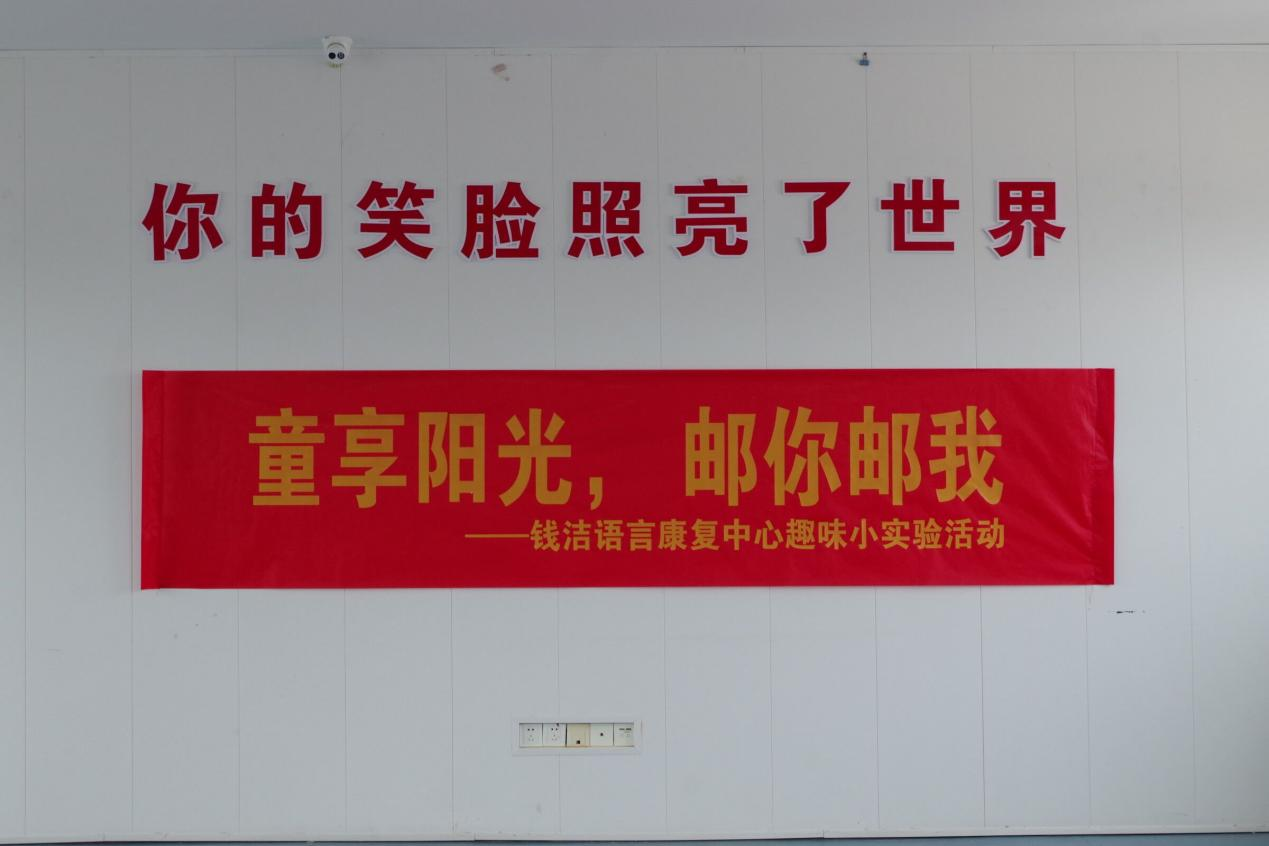 你的笑脸照亮了世界
童享阳光，邮你邮我
——钱洁语言康复中心趣味小实验活动